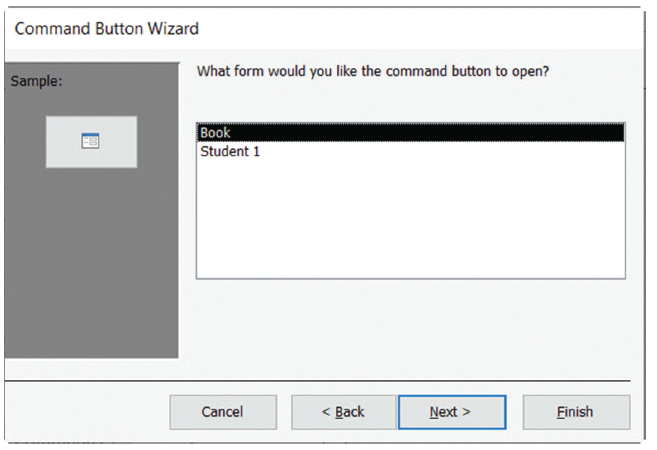 Command Button Wizard
Sample:
What form would you like the command button to open?
Book
Student 1
Cancel
< Back
Next >
Finish